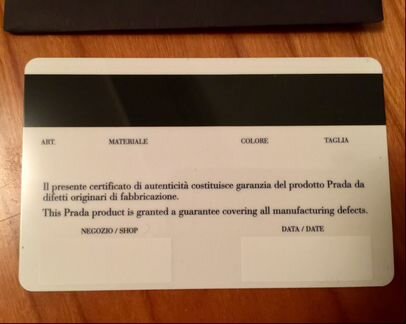 ART. MATERIALE COLORE TAGLIA
Il presente certificato di autenticità costituisce garanzia del prodotto Prada da
difetti originari di fabbricazione.
This Prada product is granted a guarantee covering all manufacturing defects.
NEGOZIO / SHOP DATA / DATE